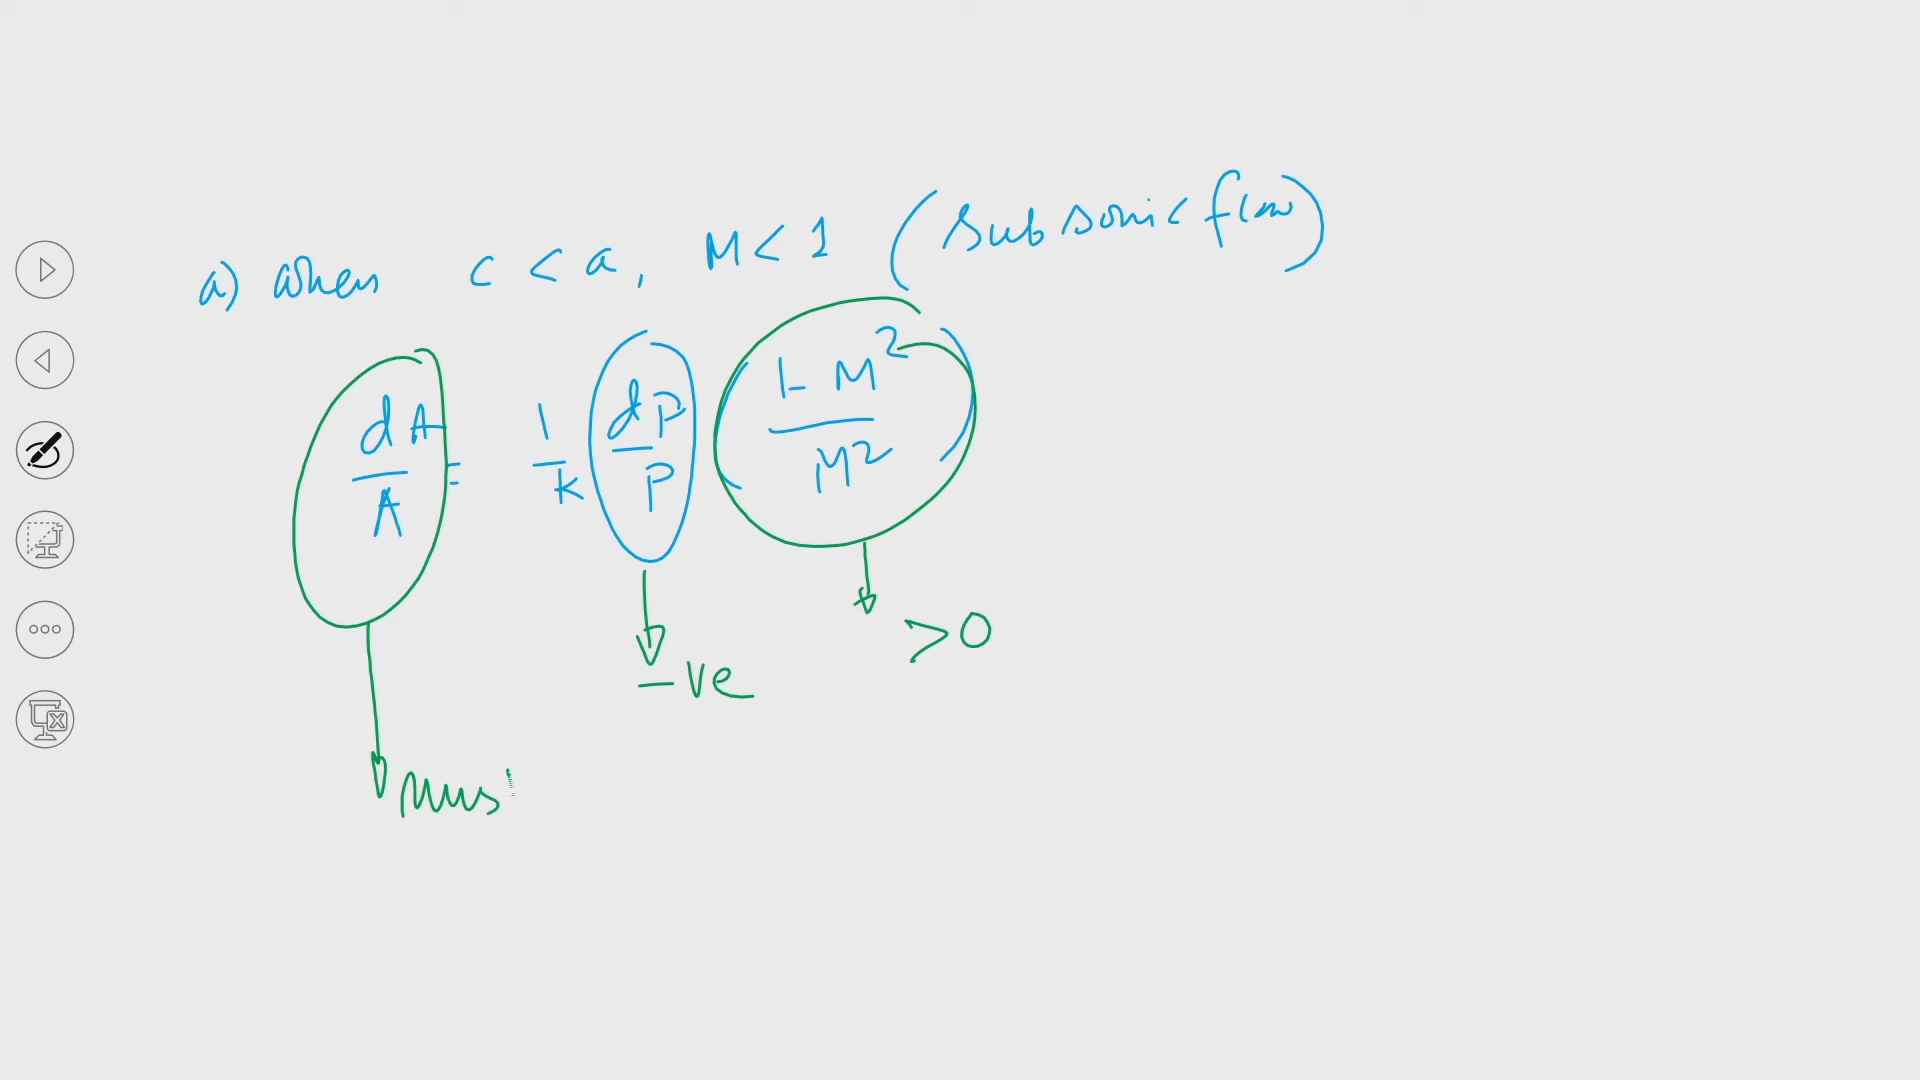 a) when c < a, M < 1 (subsonic flow)
dA/A = 1/k dP/P (1 - M²/M²)
-ve
>0
mus